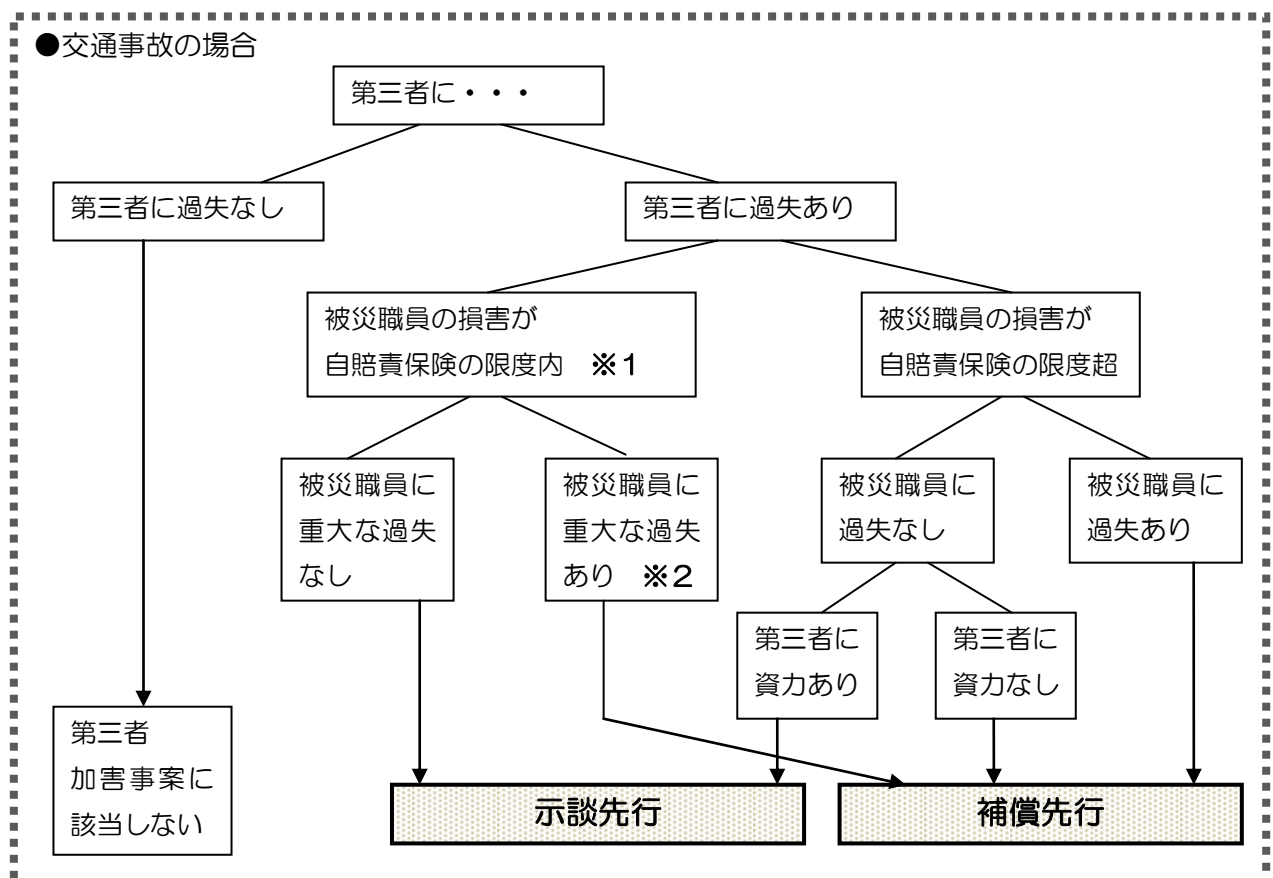 ●交通事故の場合
第三者に・・・
第三者に過失なし
第三者に過失あり
被災職員の損害が
自賠責保険の限度内 ※1
被災職員の損害が
自賠責保険の限度超
被災職員に
重大な過失
なし
被災職員に
重大な過失
あり ※2
被災職員に
過失なし
被災職員に
過失あり
第三者に
資力あり
第三者に
資力なし
第三者
加害事案に
該当しない
示談先行
補償先行